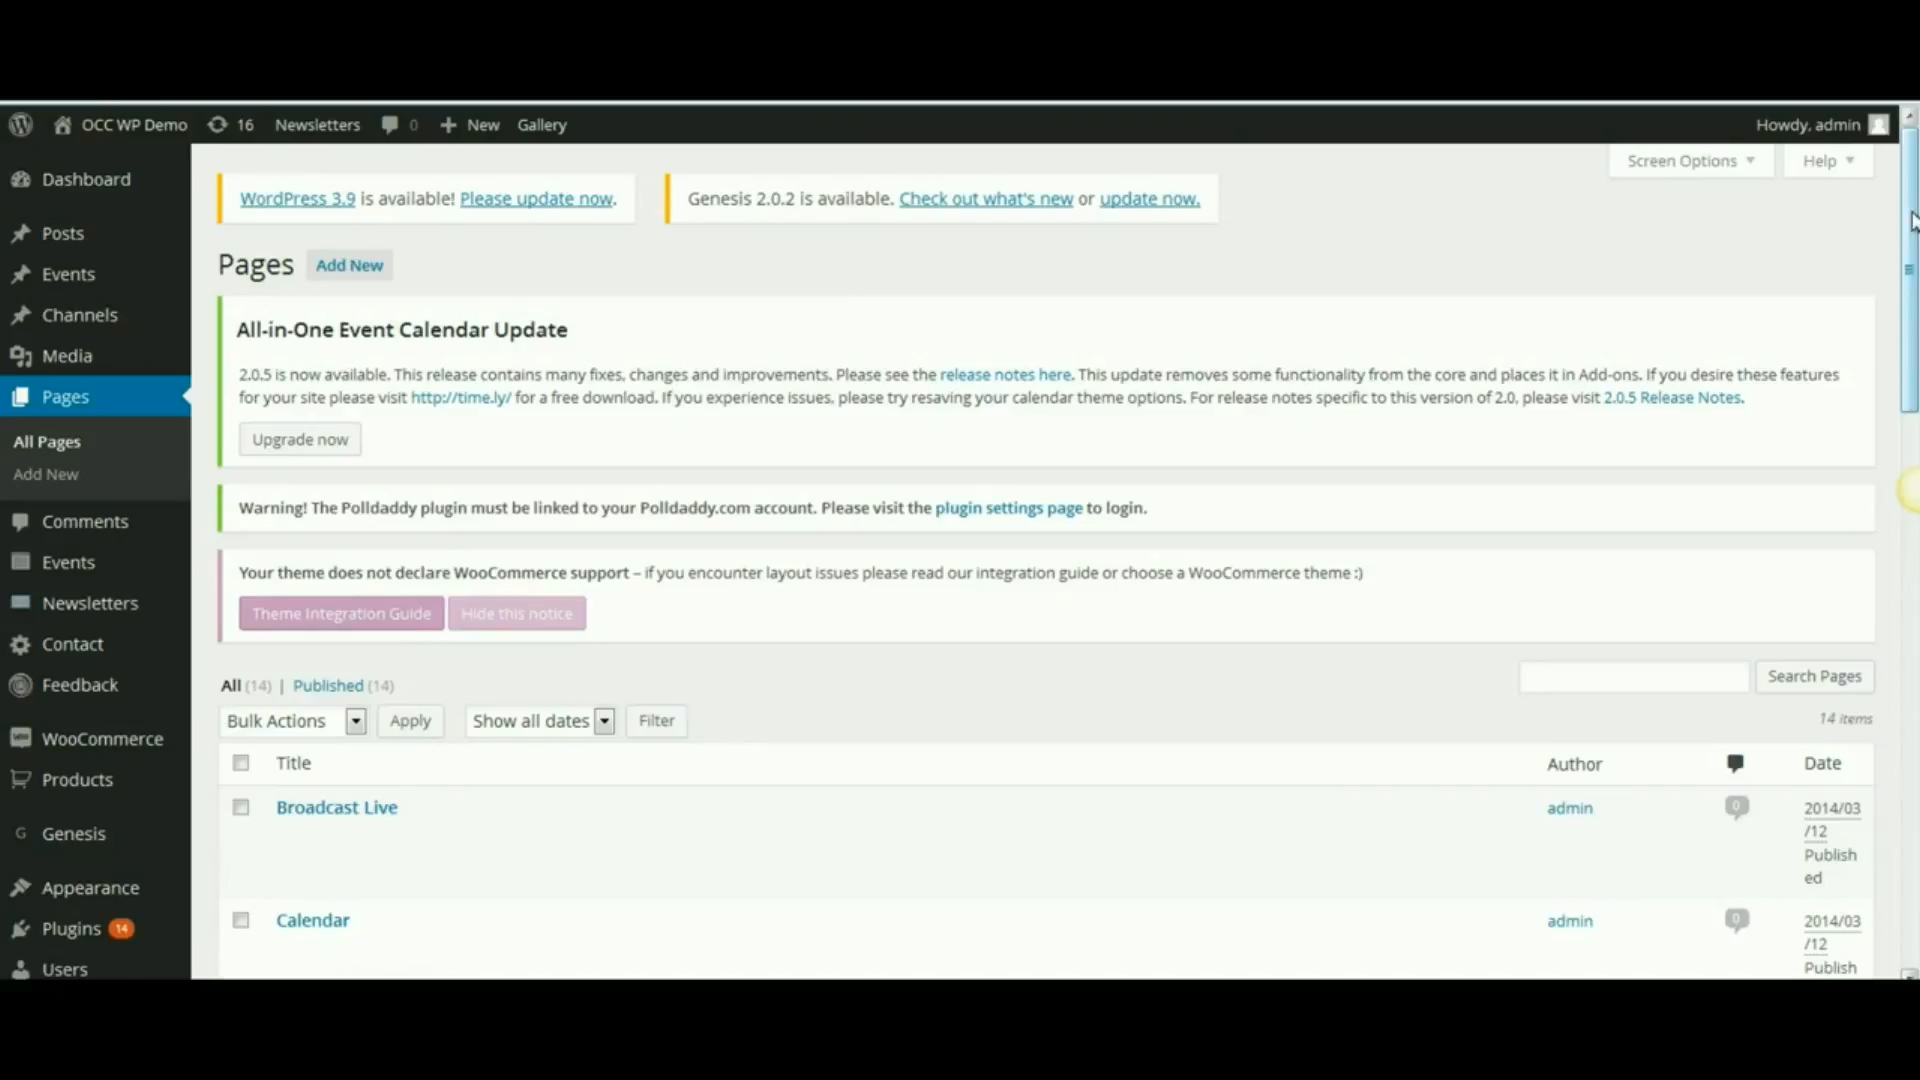 OCC WP Demo 16 Newsletters 0 New Gallery Howdy, admin
Screen Options Help
Dashboard
Posts
Events
Channels
Media
Pages
All Pages
Add New
Comments
Events
Newsletters
Contact
Feedback
WooCommerce
Products
Genesis
Appearance
Plugins 14
Users
WordPress 3.9 is available! Please update now.
Genesis 2.0.2 is available. Check out what's new or update now.
Pages Add New
All-in-One Event Calendar Update
2.0.5 is now available. This release contains many fixes, changes and improvements. Please see the release notes here. This update removes some functionality from the core and places it in Add-ons. If you desire these features
for your site please visit http://time.ly/ for a free download. If you experience issues, please try resaving your calendar theme options. For release notes specific to this version of 2.0, please visit 2.0.5 Release Notes.
Upgrade now
Warning! The Polldaddy plugin must be linked to your Polldaddy.com account. Please visit the plugin settings page to login.
Your theme does not declare WooCommerce support – if you encounter layout issues please read our integration guide or choose a WooCommerce theme :)
Theme Integration Guide Hide this notice
All (14) | Published (14)
Search Pages
Bulk Actions Apply Show all dates Filter
14 items
Title Author Date
Broadcast Live admin 0 2014/03
/12
Publish
ed
Calendar admin 0 2014/03
/12
Publish